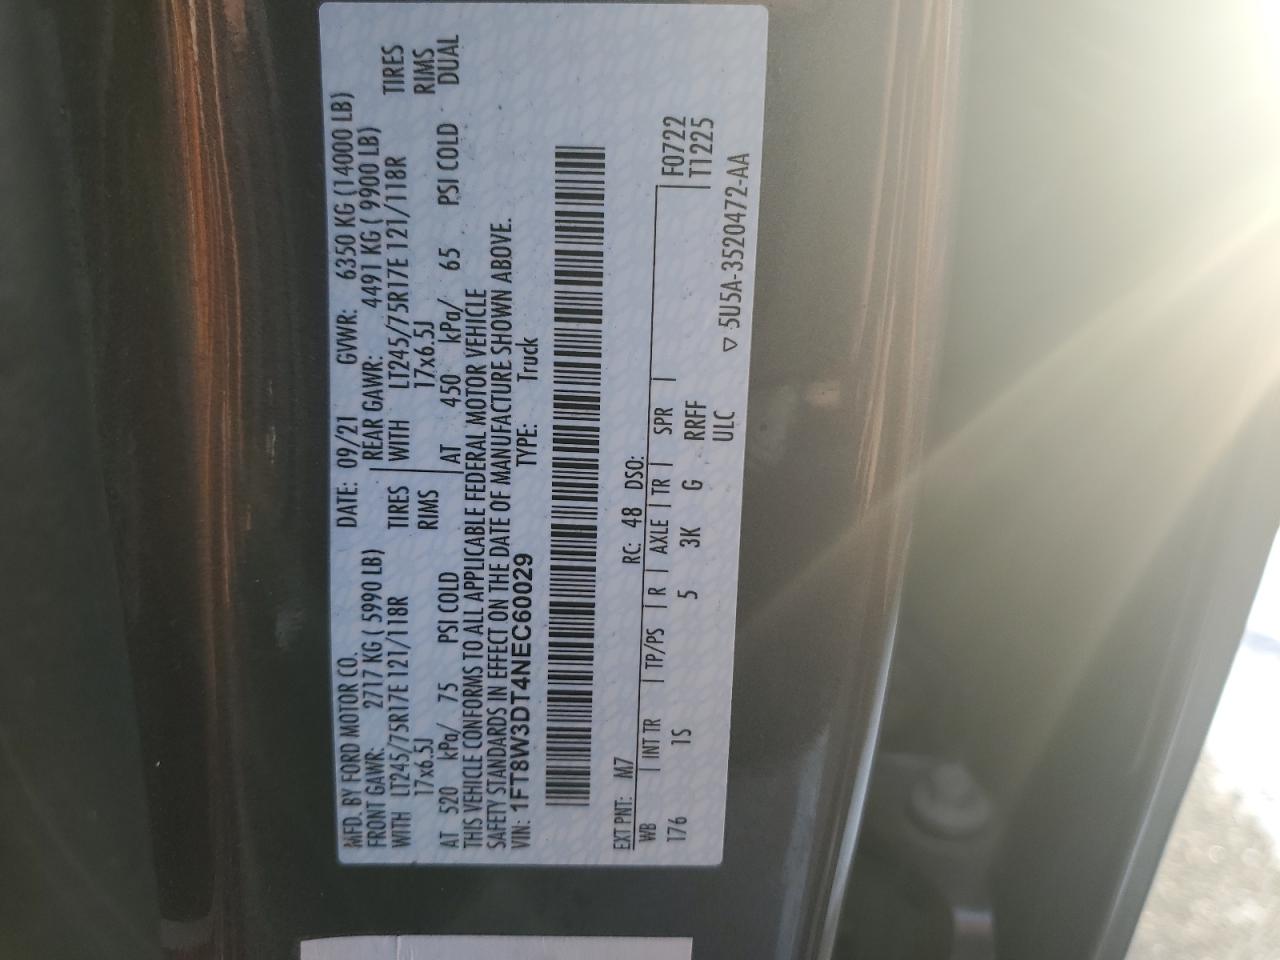 MFD. BY FORD MOTOR CO. DATE: 09/21 GVWR: 6350 KG (14000 LB)
FRONT GAWR: 2717 KG ( 5990 LB) REAR GAWR: 4491 KG ( 9900 LB)
WITH LT245/75R17E 121/118R TIRES WITH LT245/75R17E 121/118R TIRES
17x6.5J RIMS 17x6.5J RIMS
AT 520 kPa/ 75 PSI COLD AT 450 kPa/ 65 PSI COLD DUAL
THIS VEHICLE CONFORMS TO ALL APPLICABLE FEDERAL MOTOR VEHICLE
SAFETY STANDARDS IN EFFECT ON THE DATE OF MANUFACTURE SHOWN ABOVE.
VIN: 1FT8W3DT4NEC60029 TYPE: Truck
EXT PNT: M7 RC: 48 DSO:
WB | INT TR | TP/PS | R | AXLE | TR | SPR | F0722
176 1S 5 3K G RRFF T1225
ULC
▽ 5U5A-3520472-AA